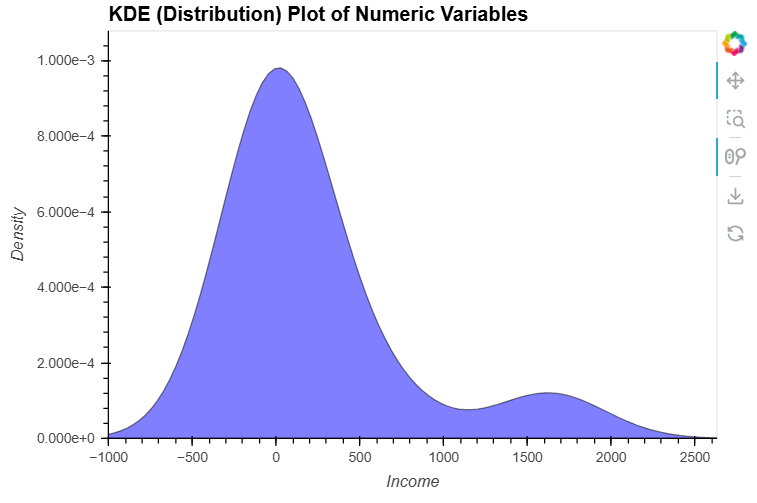 KDE (Distribution) Plot of Numeric Variables
1.000e−3
8.000e−4
6.000e−4
4.000e−4
2.000e−4
0.000e+0
Density
−1000
−500
0
500
1000
1500
2000
2500
Income